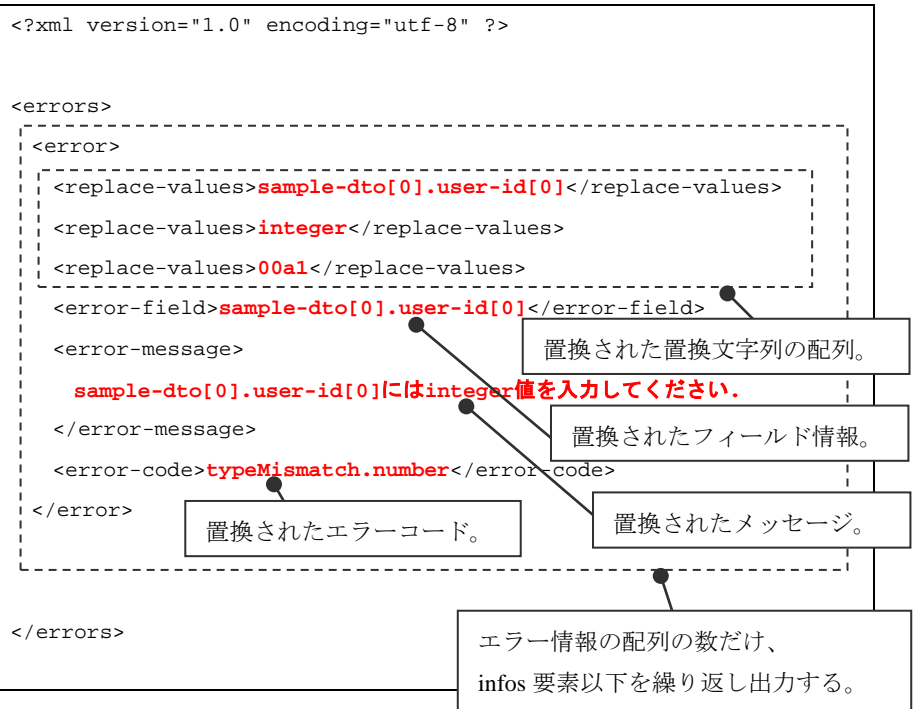 <?xml version="1.0" encoding="utf-8" ?>
<errors>
<error>
<replace-values>sample-dto[0].user-id[0]</replace-values>
<replace-values>integer</replace-values>
<replace-values>00a1</replace-values>
<error-field>sample-dto[0].user-id[0]</error-field>
置換された置換文字列の配列。
<error-message>
sample-dto[0].user-id[0]にはinteger値を入力してください.
</error-message>
置換されたフィールド情報。
<error-code>typeMismatch.number</error-code>
</error>
置換されたエラーコード。
置換されたメッセージ。
</errors>
エラー情報の配列の数だけ、
infos 要素以下を繰り返し出力する。